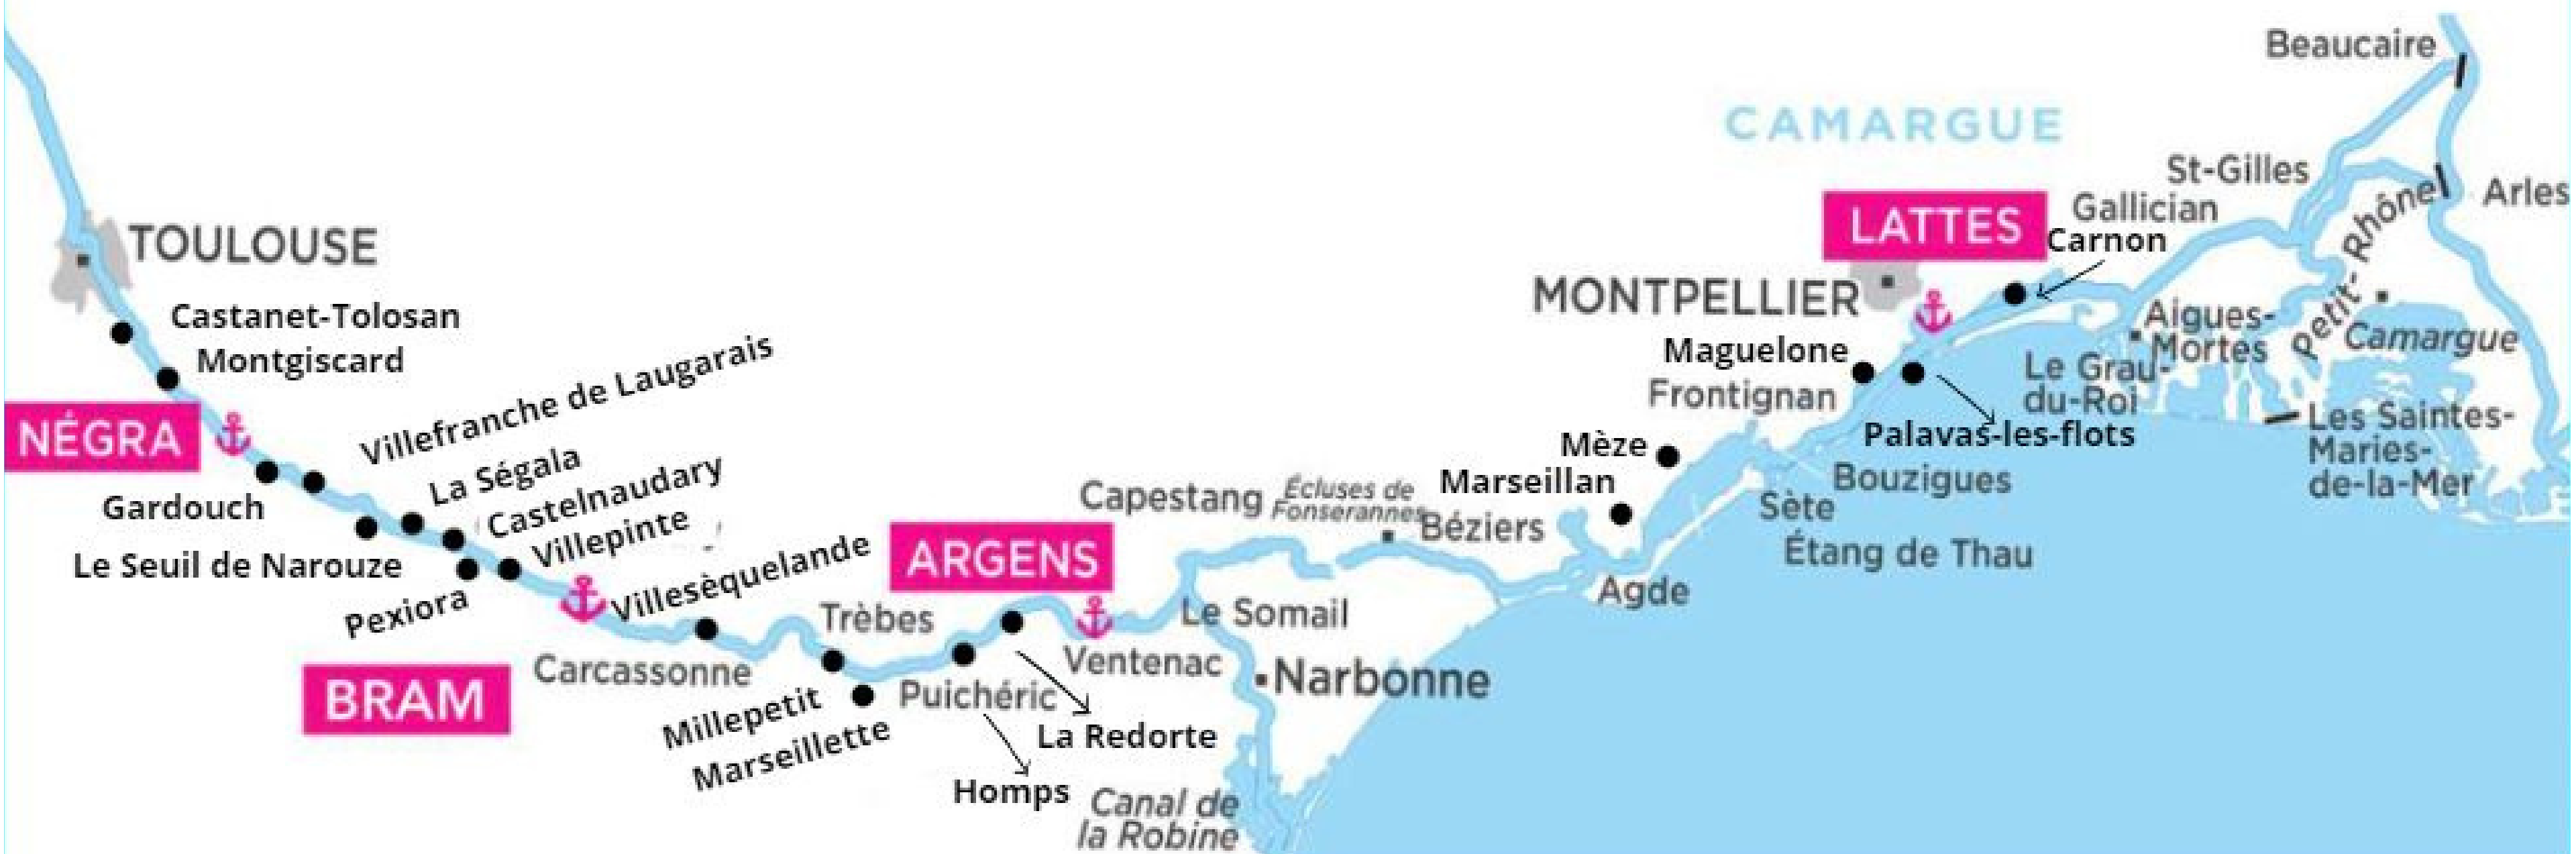 Beaucaire
CAMARGUE
St-Gilles
Arles
LATTES
Gallician
Carnon
Petit-Rhône
TOULOUSE
MONTPELLIER
Castanet-Tolosan
Montgiscard
Aigues-
Mortes
Camargue
Maguelone
Le Grau-
du-Roi
Frontignan
Villefranche de Laugarais
NÉGRA
Les Saintes-
Maries-
de-la-Mer
Palavas-les-flots
Mèze
La Ségala
Marseillan
Bouzigues
Capestang
Écluses de
Fonserannes
Castelnaudary
Gardouch
Sète
Béziers
Villepinte
Étang de Thau
ARGENS
Le Seuil de Narouze
Villesèquelande
Agde
Pexiora
Trèbes
Le Somail
Ventenac
Carcassonne
Narbonne
BRAM
Puichéric
Millepetit
La Redorte
Marseillette
Homps
Canal de
la Robine